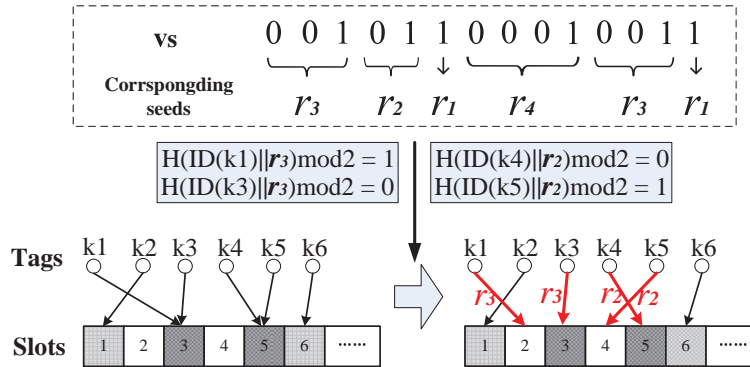 vs 0 0 1 0 1 1 0 0 0 1 0 0 1 1
Corrspongding seeds r3 r2 r1 r4 r3 r1
H(ID(k1)||r3)mod2 = 1
H(ID(k3)||r3)mod2 = 0
H(ID(k4)||r2)mod2 = 0
H(ID(k5)||r2)mod2 = 1
Tags k1 k2 k3 k4 k5 k6 k1 k2 k3 k4 k5 k6
r3 r3 r2 r2
Slots 1 2 3 4 5 6 ...... 1 2 3 4 5 6 ......